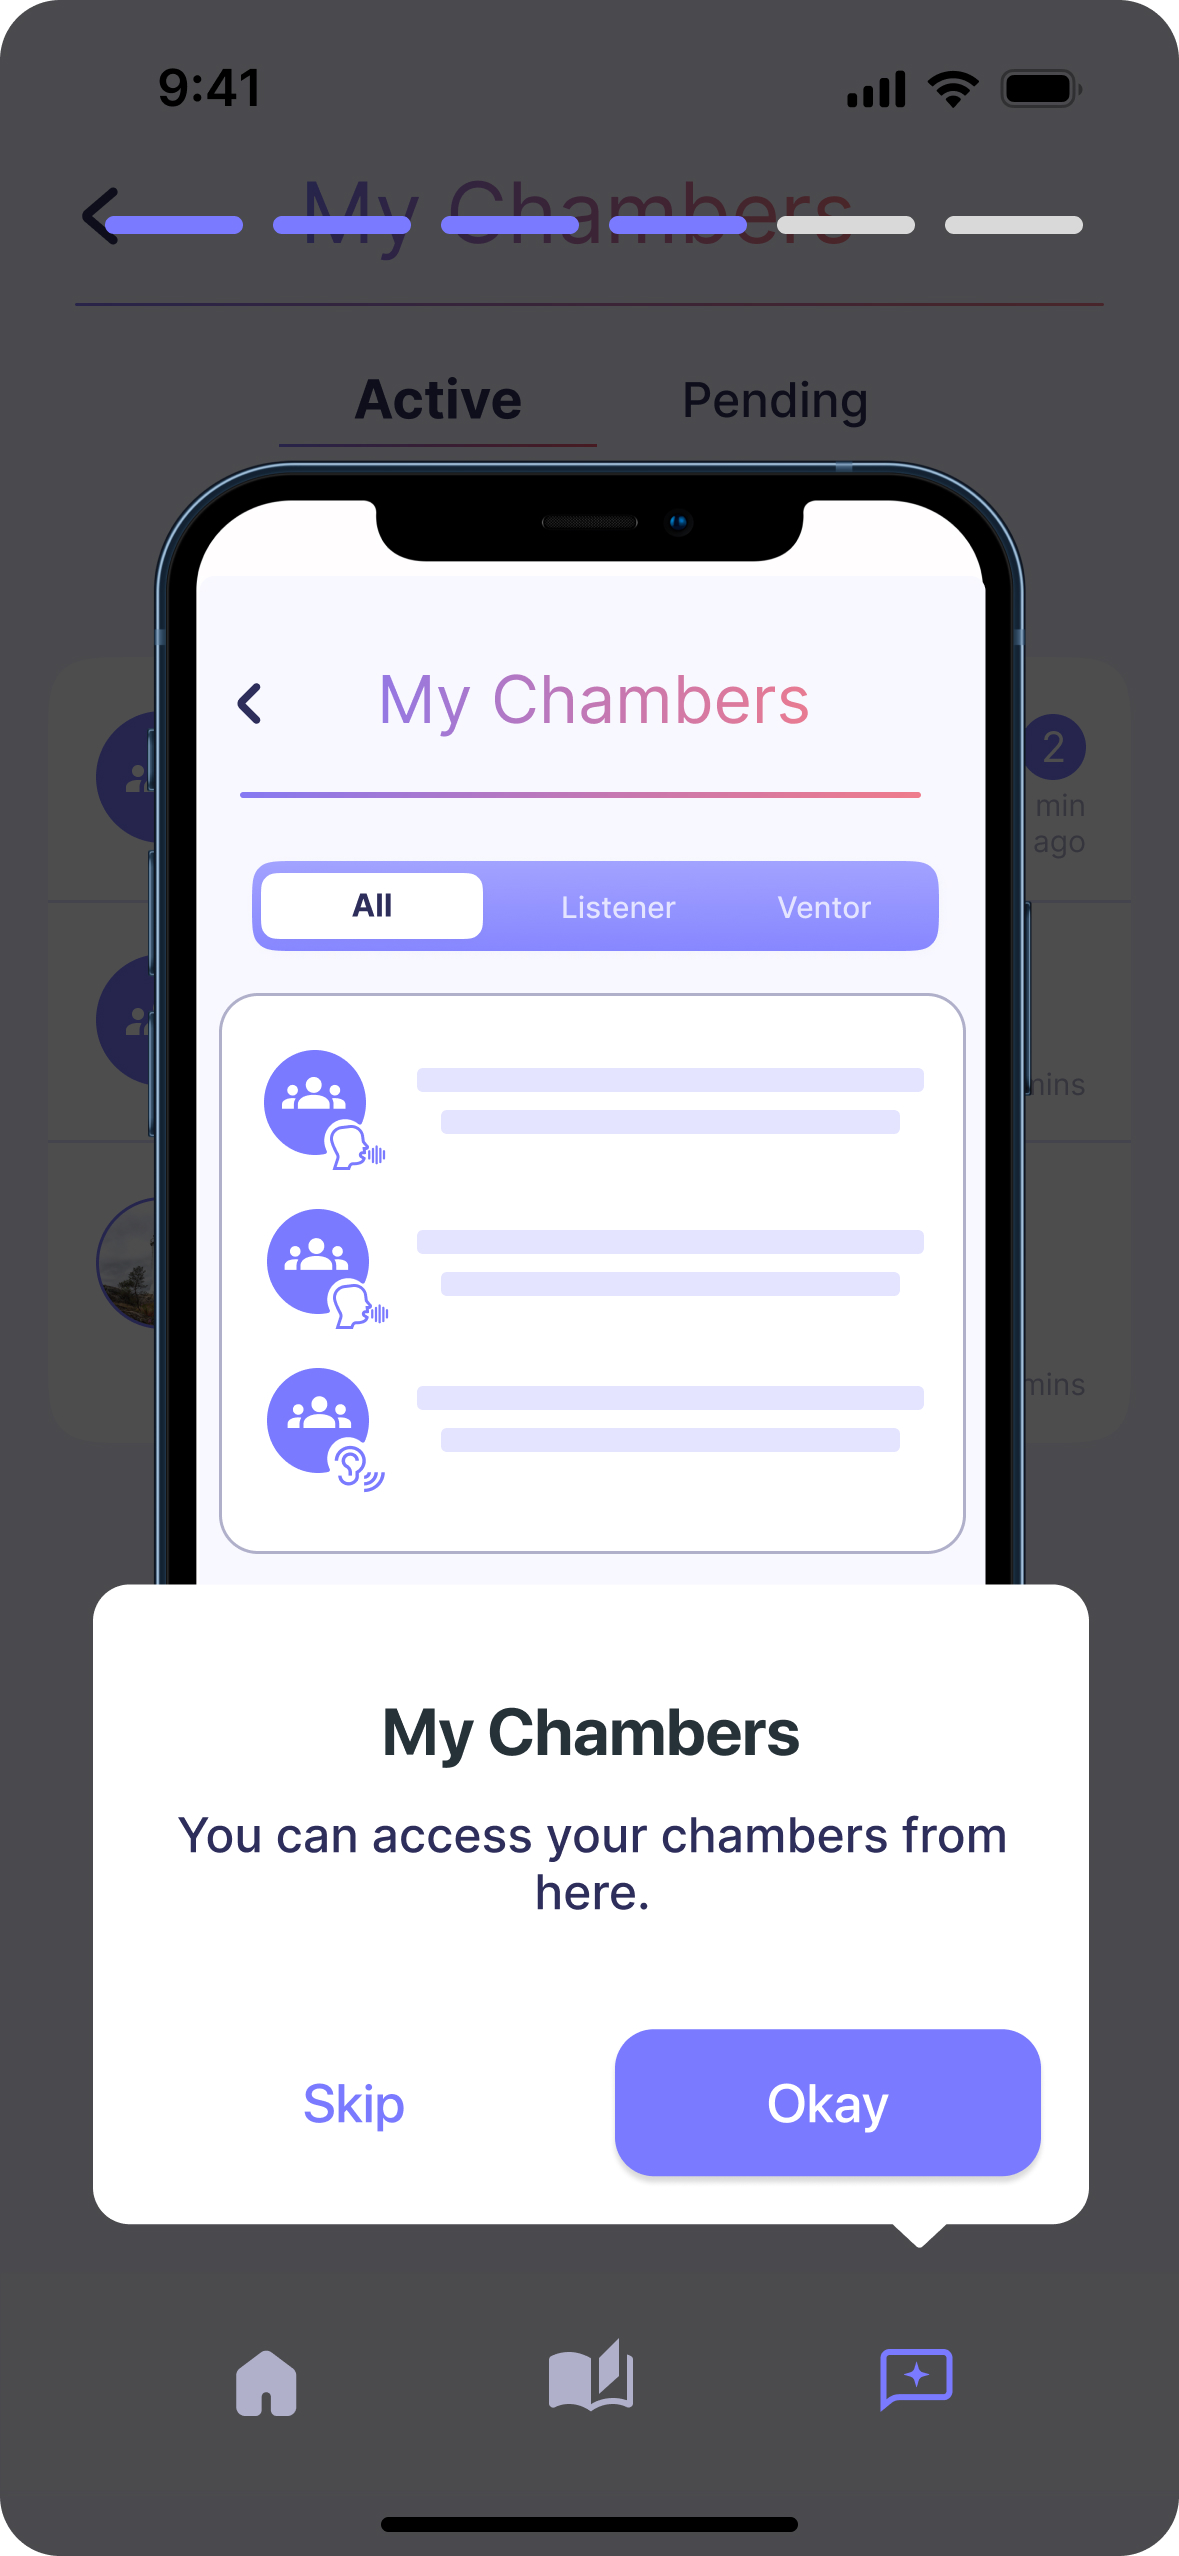 9:41
My Chambers
Active
Pending
2
min
ago
My Chambers
All
Listener
Ventor
mins
mins
My Chambers
You can access your chambers from
here.
Skip
Okay